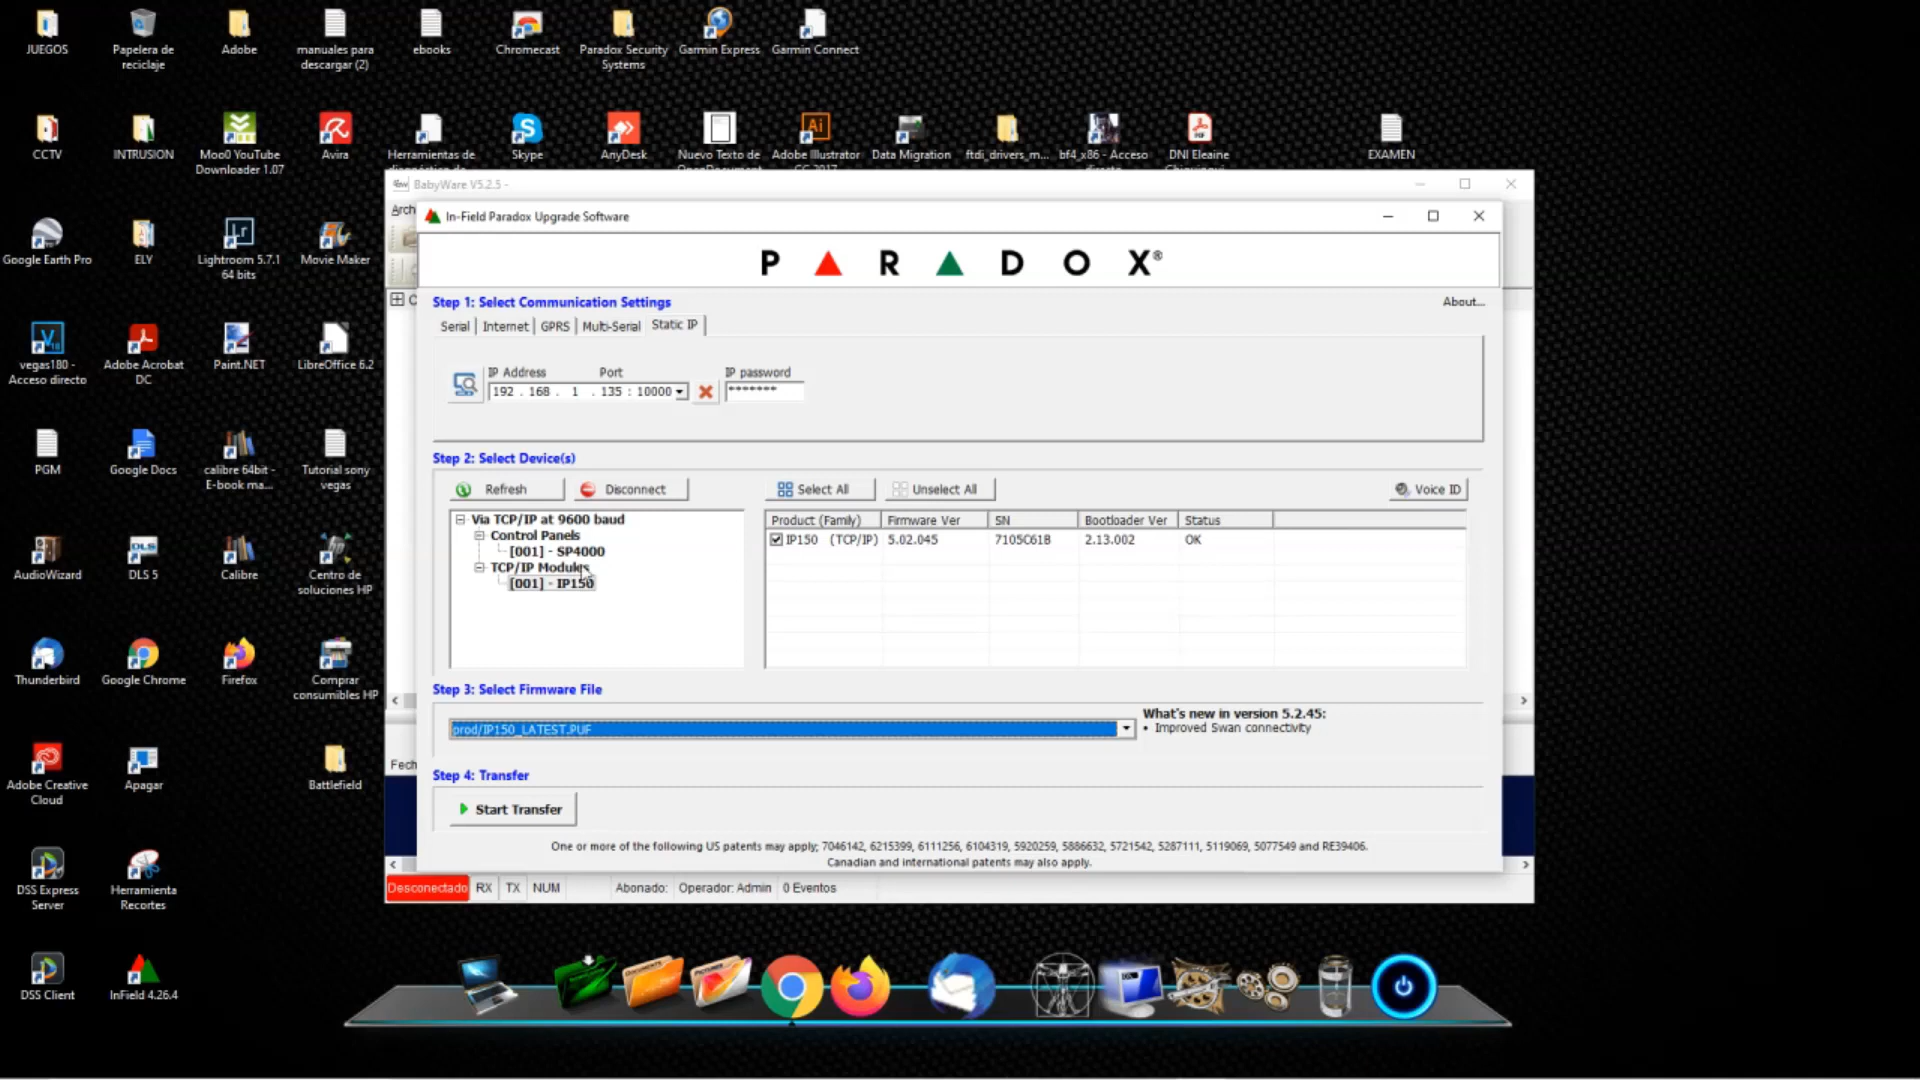 JUEGOS
Papelera de
reciclaje
Adobe
manuales para
descargar (2)
ebooks
Chromecast
Paradox Security
Systems
Garmin Express
Garmin Connect
CCTV
INTRUSION
Moo0 YouTube
Downloader 1.07
Avira
Herramientas de
Skype
AnyDesk
Nuevo Texto de
Adobe Illustrator
Data Migration
ftdi_drivers_m...
bf4_x86 - Acceso
DNI Eleaine
EXAMEN
BabyWare V5.2.5 -
Arch
In-Field Paradox Upgrade Software
PARADOX®
Google Earth Pro
ELY
Lightroom 5.7.1
64 bits
Movie Maker
Step 1: Select Communication Settings
About...
Serial
Internet
GPRS
Multi-Serial
Static IP
IP Address
Port
IP password
192 . 168 . 1 . 135 : 10000
*******
vegas180 -
Acceso directo
Adobe Acrobat
DC
Paint.NET
LibreOffice 6.2
Step 2: Select Device(s)
Refresh
Disconnect
Select All
Unselect All
Voice ID
Via TCP/IP at 9600 baud
Control Panels
[001] - SP4000
TCP/IP Modules
[001] - IP150
Product (Family) Firmware Ver SN Bootloader Ver Status
IP150 (TCP/IP) 5.02.045 7105C61B 2.13.002 OK
PGM
Google Docs
calibre 64bit -
E-book ma...
Tutorial sony
vegas
AudioWizard
DLS 5
Calibre
Centro de
soluciones HP
Thunderbird
Google Chrome
Firefox
Comprar
consumibles HP
Step 3: Select Firmware File
prod/IP150_LATEST.PUF
What's new in version 5.2.45:
• Improved Swan connectivity
Fech
Step 4: Transfer
Start Transfer
One or more of the following US patents may apply; 7046142, 6215399, 6111256, 6104319, 5920259, 5886632, 5721542, 5287111, 5119069, 5077549 and RE39406.
Canadian and international patents may also apply.
Adobe Creative
Cloud
Apagar
Battlefield
Desconectado RX TX NUM Abonado: Operador: Admin 0 Eventos
DSS Express
Server
Herramienta
Recortes
DSS Client
InField 4.26.4